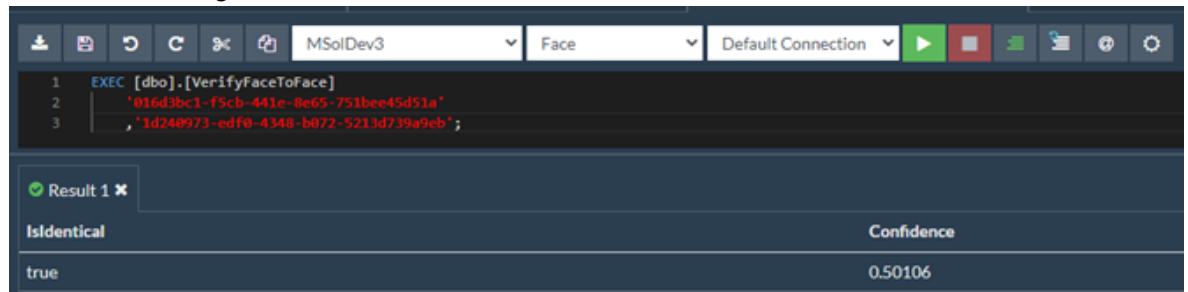 MSolDev3 Face Default Connection
1 EXEC [dbo].[VerifyFaceToFace]
2 '016d3bc1-f5cb-441e-8e65-751bee45d51a'
3 ,'1d240973-edf0-4348-b072-5213d739a9eb';
Result 1
IsIdentical Confidence
true 0.50106